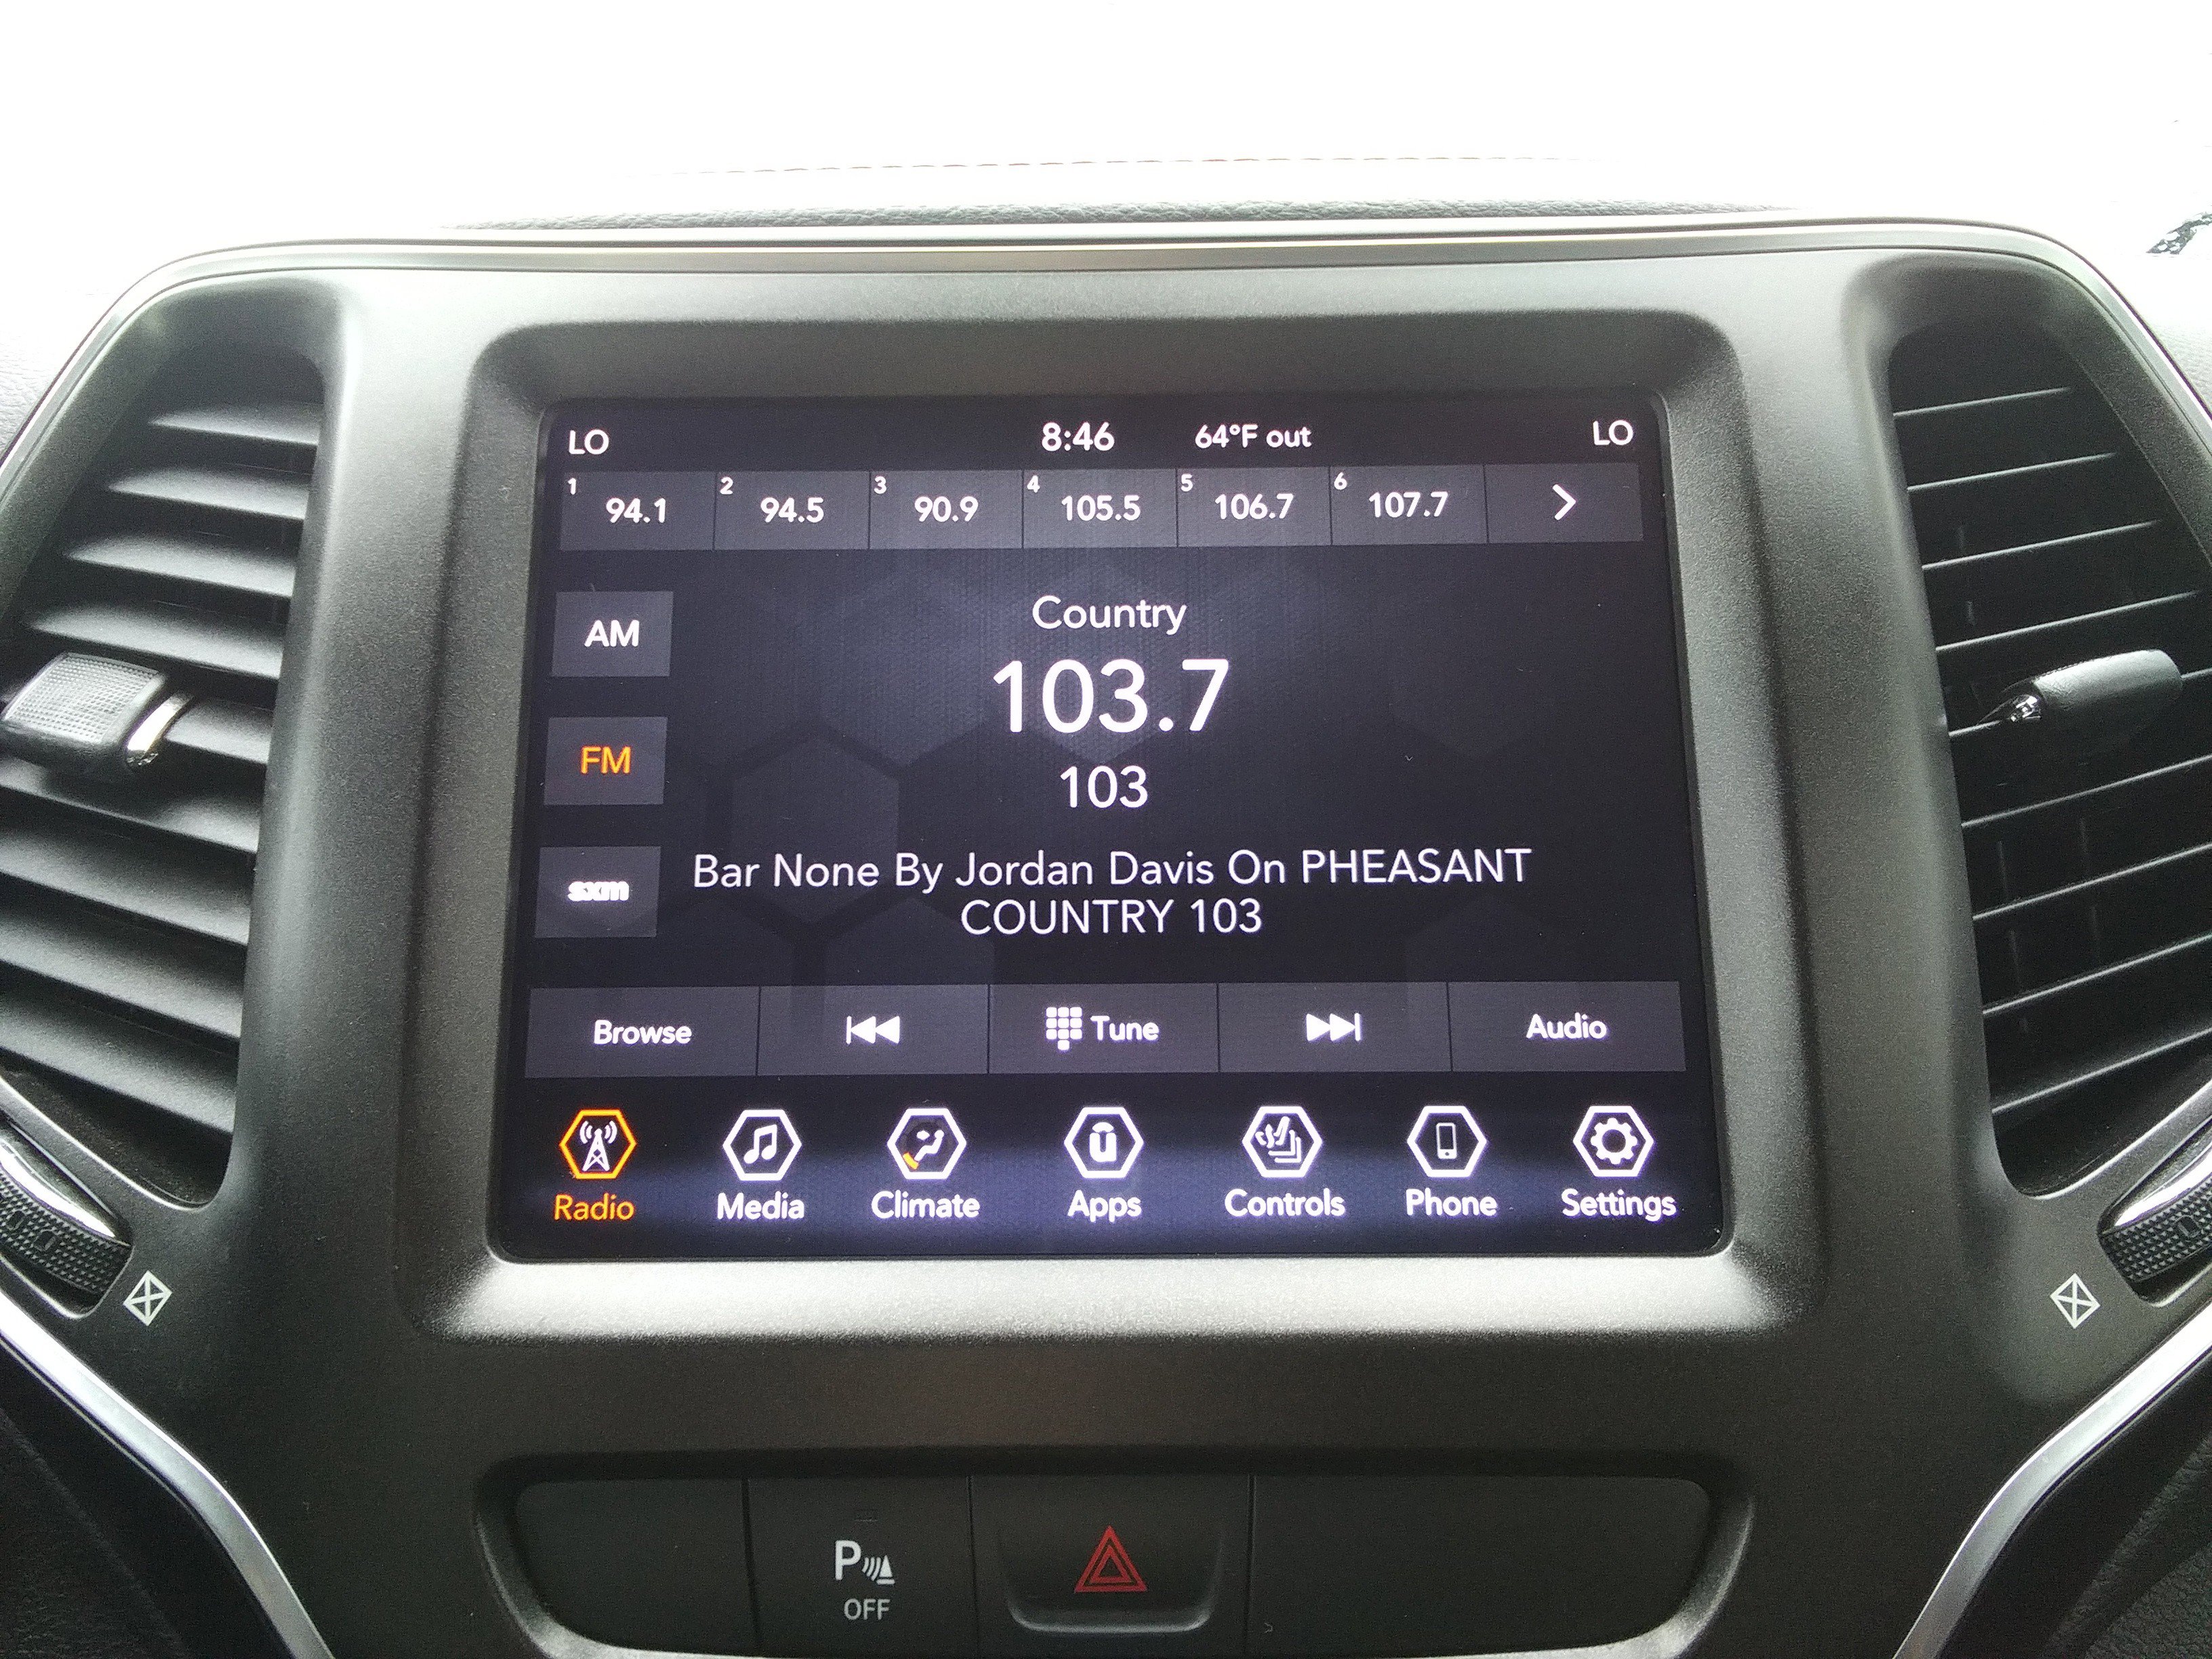 LO 8:46 64°F out LO
1 94.1 2 94.5 3 90.9 4 105.5 5 106.7 6 107.7
Country
AM
103.7
FM
103
Bar None By Jordan Davis On PHEASANT
sxm
COUNTRY 103
Browse Tune Audio
Radio Media Climate Apps Controls Phone Settings
P
OFF